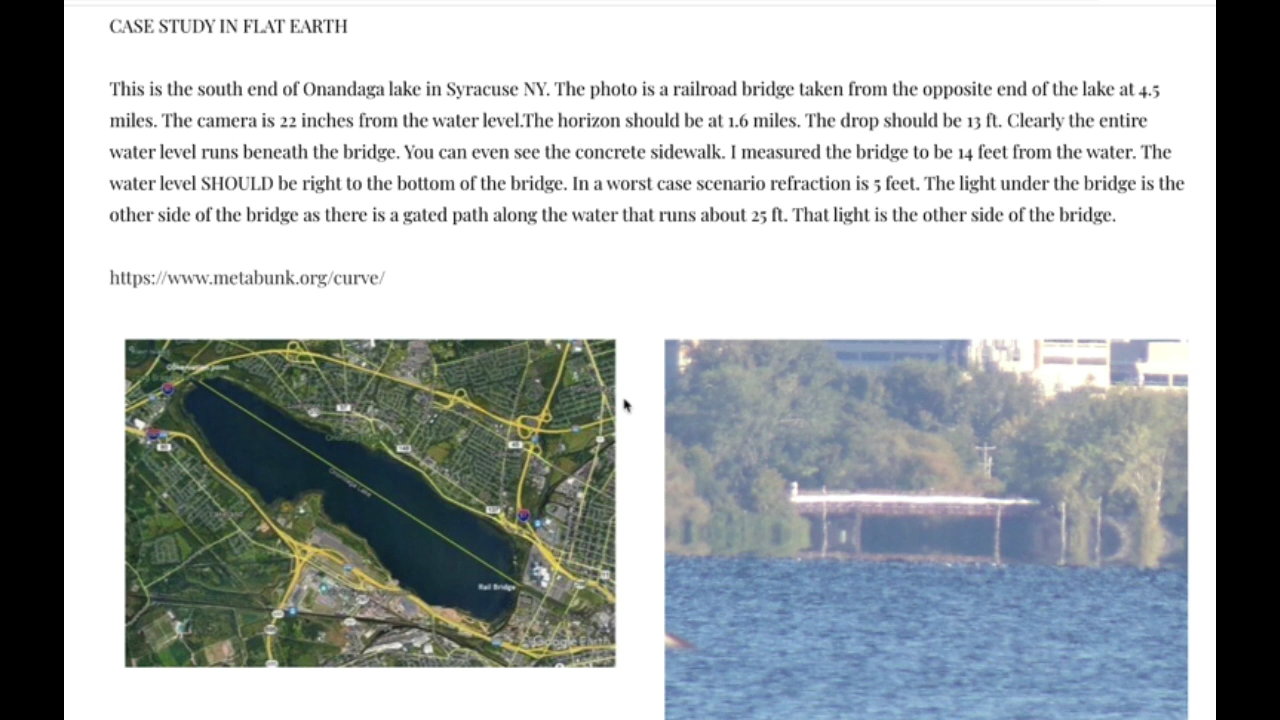 CASE STUDY IN FLAT EARTH
This is the south end of Onandaga lake in Syracuse NY. The photo is a railroad bridge taken from the opposite end of the lake at 4.5
miles. The camera is 22 inches from the water level.The horizon should be at 1.6 miles. The drop should be 13 ft. Clearly the entire
water level runs beneath the bridge. You can even see the concrete sidewalk. I measured the bridge to be 14 feet from the water. The
water level SHOULD be right to the bottom of the bridge. In a worst case scenario refraction is 5 feet. The light under the bridge is the
other side of the bridge as there is a gated path along the water that runs about 25 ft. That light is the other side of the bridge.
https://www.metabunk.org/curve/
Observation point
Onondaga Lake
Rail Bridge
Google Earth